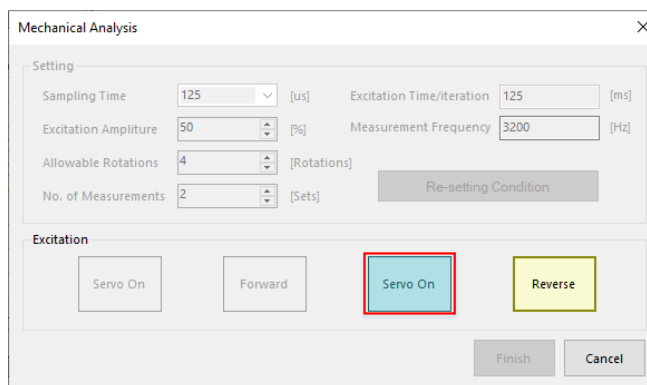 Mechanical Analysis
Setting
Sampling Time 125 [us] Excitation Time/iteration 125 [ms]
Excitation Ampliture 50 [%] Measurement Frequency 3200 [Hz]
Allowable Rotations 4 [Rotations]
No. of Measurements 2 [Sets] Re-setting Condition
Excitation
Servo On Forward Servo On Reverse
Finish Cancel